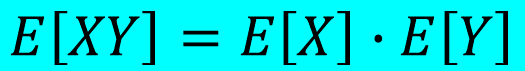 E[XY] = E[X] · E[Y]